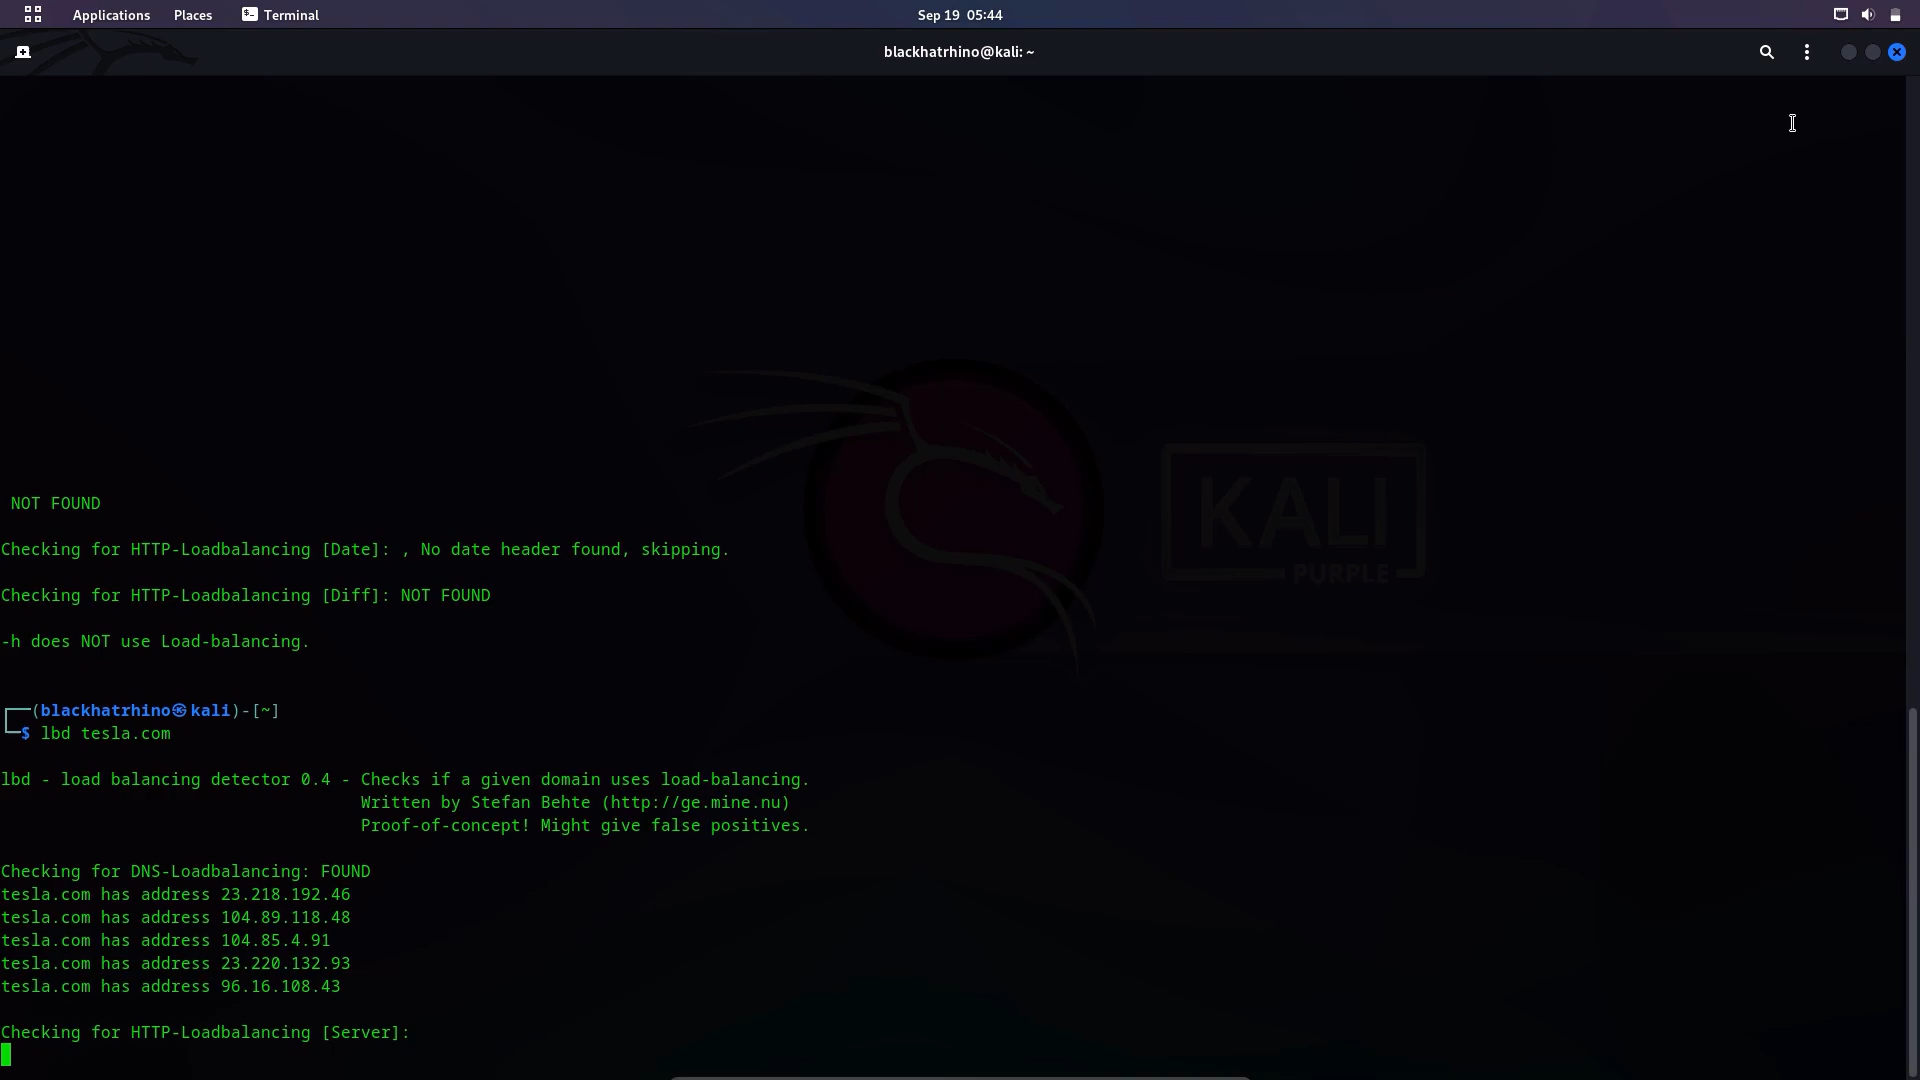 Applications Places Terminal Sep 19 05:44
blackhatrhino@kali: ~
KALI
PURPLE
NOT FOUND
Checking for HTTP-Loadbalancing [Date]: , No date header found, skipping.
Checking for HTTP-Loadbalancing [Diff]: NOT FOUND
-h does NOT use Load-balancing.
┌──(blackhatrhino㉿kali)-[~]
└─$ lbd tesla.com
lbd - load balancing detector 0.4 - Checks if a given domain uses load-balancing.
Written by Stefan Behte (http://ge.mine.nu)
Proof-of-concept! Might give false positives.
Checking for DNS-Loadbalancing: FOUND
tesla.com has address 23.218.192.46
tesla.com has address 104.89.118.48
tesla.com has address 104.85.4.91
tesla.com has address 23.220.132.93
tesla.com has address 96.16.108.43
Checking for HTTP-Loadbalancing [Server]: